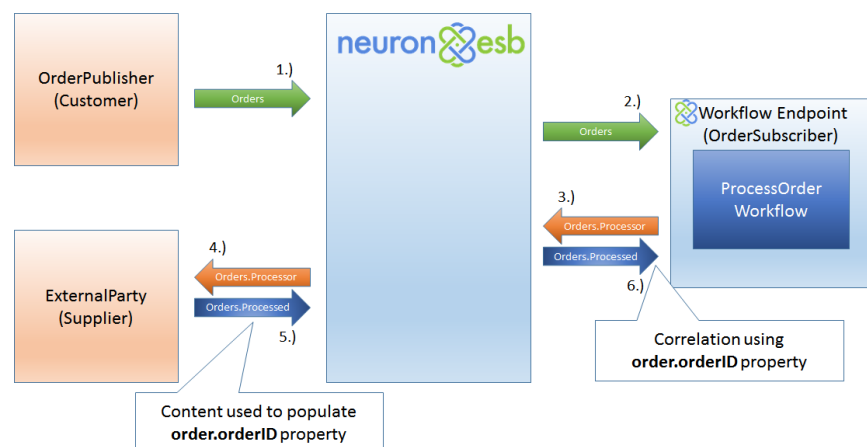 neuron esb
OrderPublisher
(Customer)
1.)
Orders
2.)
Orders
Workflow Endpoint
(OrderSubscriber)
ProcessOrder
Workflow
3.)
Orders.Processor
Orders.Processed
6.)
4.)
Orders.Processor
Orders.Processed
5.)
ExternalParty
(Supplier)
Correlation using
order.orderID property
Content used to populate
order.orderID property